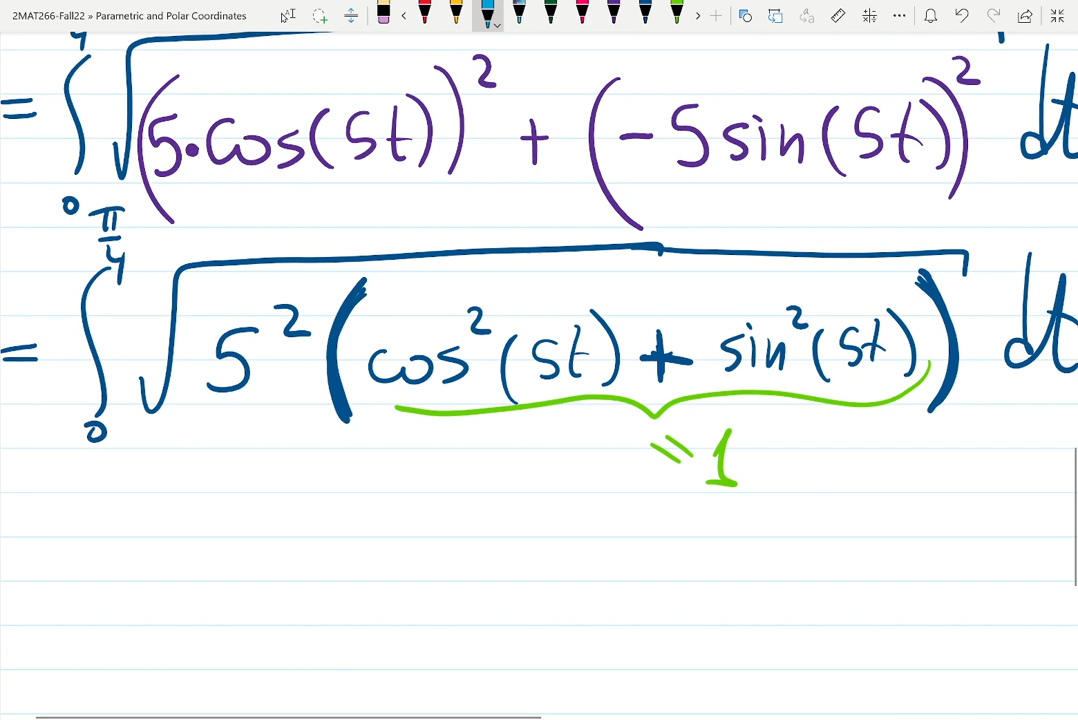 2MAT266-Fall22 » Parametric and Polar Coordinates
= ∫₀^4 √((5·cos(5t))² + (-5sin(5t))²) dt
= ∫₀^(π/4) √(5²(cos²(5t) + sin²(5t))) dt
= 1